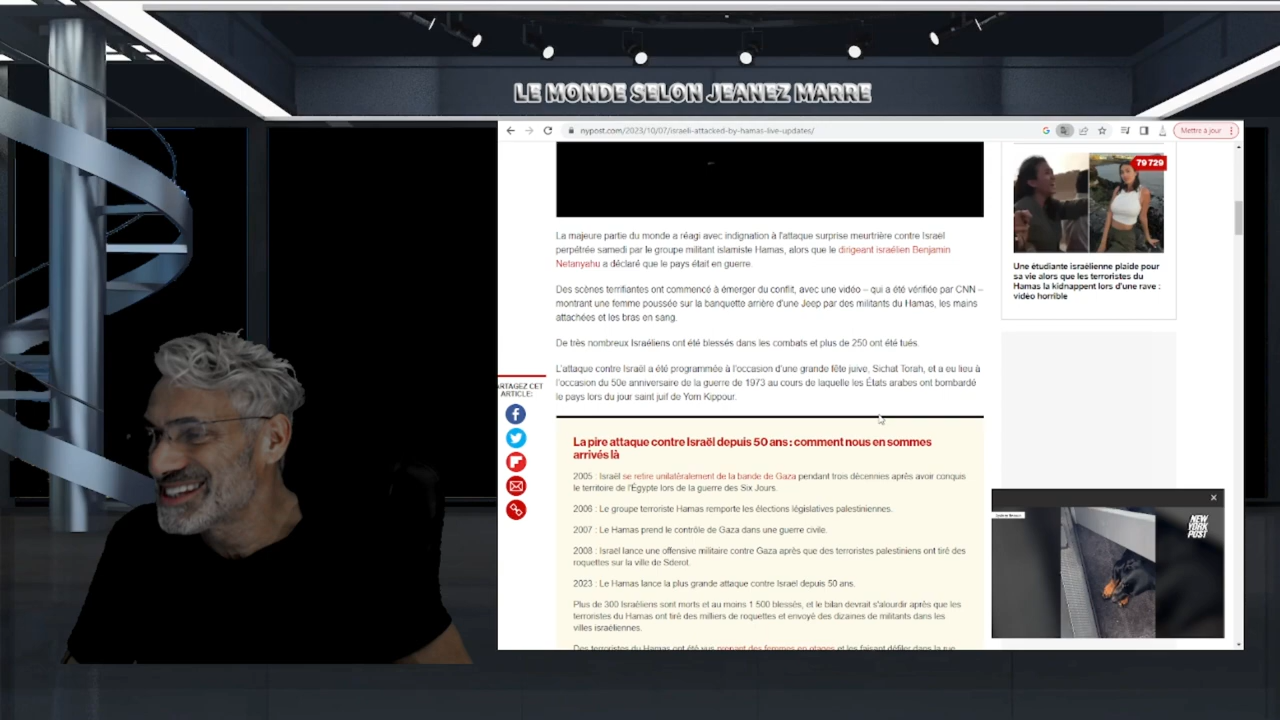 LE MONDE SELON JEANEZ MARRE
nypost.com/2023/10/07/israeli-attacked-by-hamas-live-updates/
Mettre à jour
79 729
La majeure partie du monde a réagi avec indignation à l'attaque surprise meurtrière contre Israël
perpétrée samedi par le groupe militant islamiste Hamas, alors que le dirigeant israélien Benjamin
Netanyahu a déclaré que le pays était en guerre.
Une étudiante israélienne plaide pour
sa vie alors que les terroristes du
Hamas la kidnappent lors d'une rave :
vidéo horrible
Des scènes terrifiantes ont commencé à émerger du conflit, avec une vidéo – qui a été vérifiée par CNN –
montrant une femme poussée sur la banquette arrière d'une Jeep par des militants du Hamas, les mains
attachées et les bras en sang.
De très nombreux Israéliens ont été blessés dans les combats et plus de 250 ont été tués.
L'attaque contre Israël a été programmée à l'occasion d'une grande fête juive, Sichat Torah, et a eu lieu à
l'occasion du 50e anniversaire de la guerre de 1973 au cours de laquelle les États arabes ont bombardé
le pays lors du jour saint juif de Yom Kippour.
ARTAGEZ CET
ARTICLE:
La pire attaque contre Israël depuis 50 ans : comment nous en sommes
arrivés là
2005 : Israël se retire unilatéralement de la bande de Gaza pendant trois décennies après avoir conquis
le territoire de l'Égypte lors de la guerre des Six Jours.
2006 : Le groupe terroriste Hamas remporte les élections législatives palestiniennes.
2007 : Le Hamas prend le contrôle de Gaza dans une guerre civile.
2008 : Israël lance une offensive militaire contre Gaza après que des terroristes palestiniens ont tiré des
roquettes sur la ville de Sderot.
2023 : Le Hamas lance la plus grande attaque contre Israël depuis 50 ans.
Plus de 300 Israéliens sont morts et au moins 1 500 blessés, et le bilan devrait s'alourdir après que les
terroristes du Hamas ont tiré des milliers de roquettes et envoyé des dizaines de militants dans les
villes israéliennes.
Des terroristes du Hamas ont été vus prenant des femmes en otages et les faisant défiler dans la rue
NEW
YORK
POST